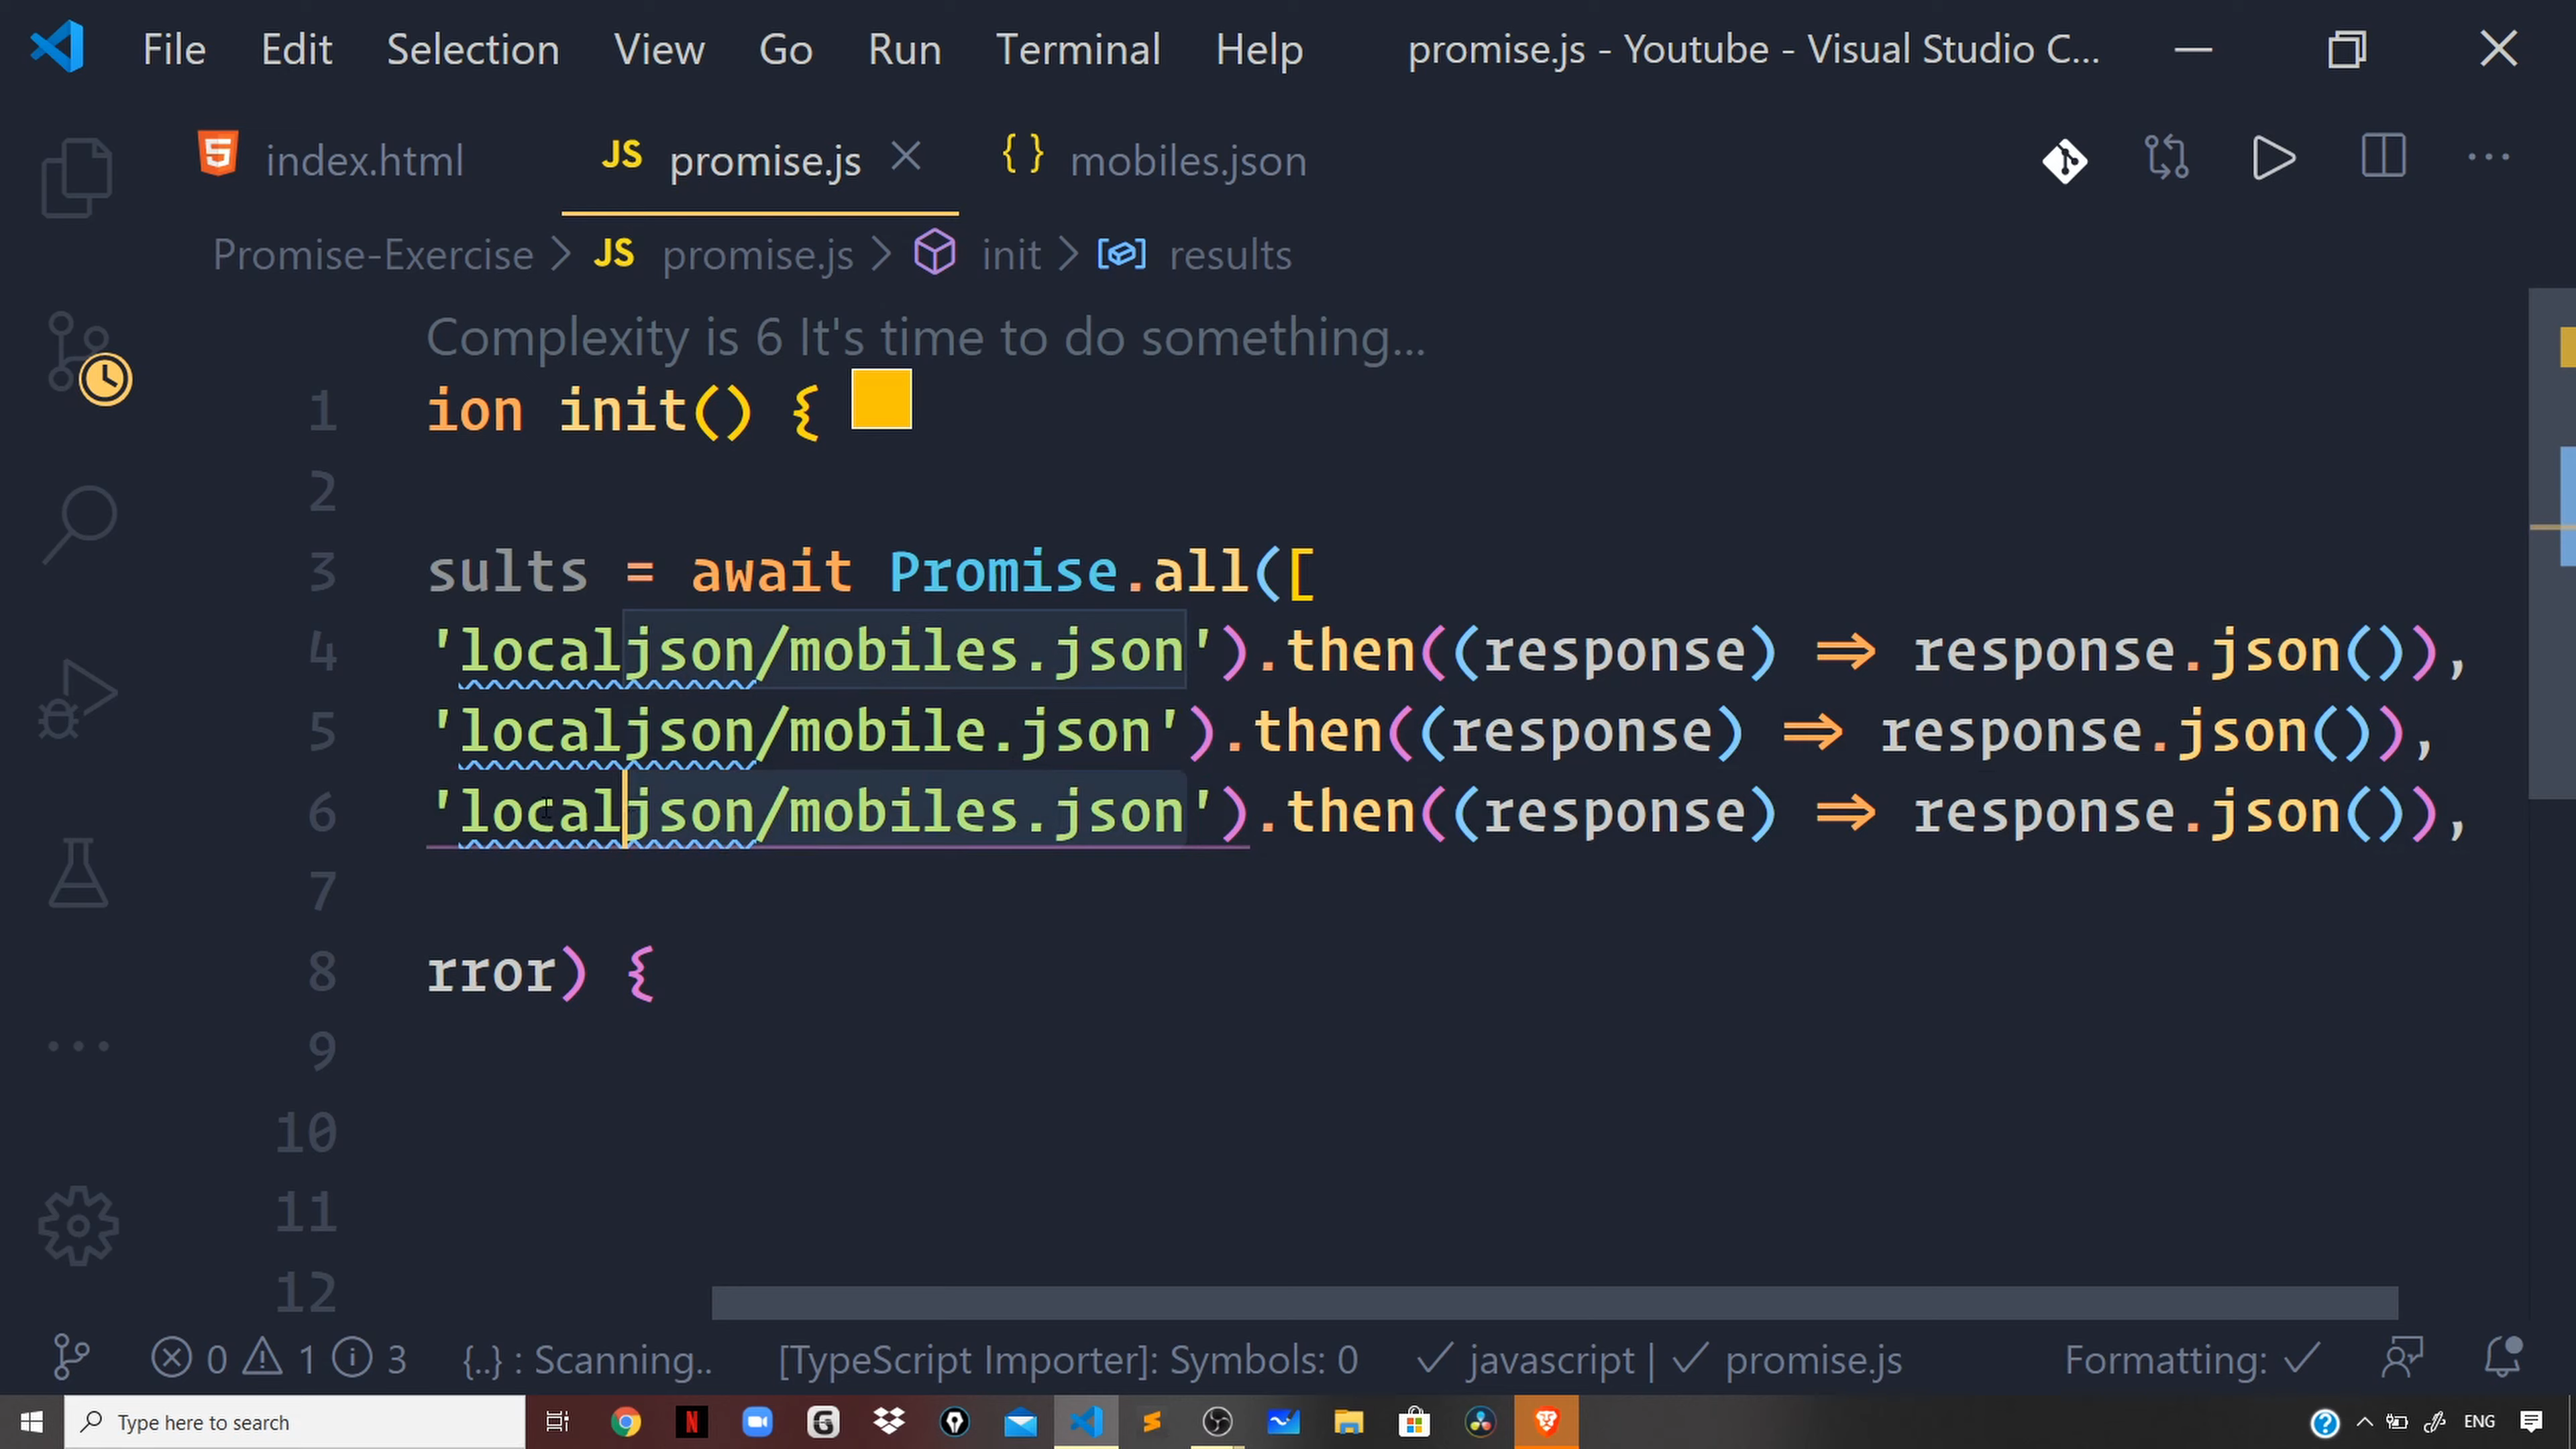 File Edit Selection View Go Run Terminal Help promise.js - Youtube - Visual Studio C...
index.html JS promise.js {} mobiles.json
Promise-Exercise > JS promise.js > init > results
Complexity is 6 It's time to do something...
1 ion init() {
2
3 sults = await Promise.all([
4 'localjson/mobiles.json').then((response) ⇒ response.json()),
5 'localjson/mobile.json').then((response) ⇒ response.json()),
6 'localjson/mobiles.json').then((response) ⇒ response.json()),
7
8 rror) {
9
10
11
12
0 1 3 {..} : Scanning.. [TypeScript Importer]: Symbols: 0 ✓ javascript | ✓ promise.js Formatting: ✓
Type here to search ENG